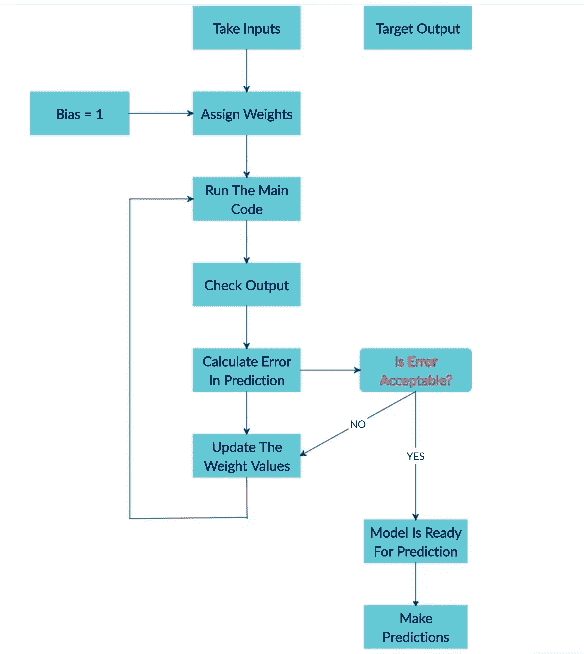 Take Inputs
Target Output
Bias = 1
Assign Weights
Run The Main
Code
Check Output
Calculate Error
In Prediction
Is Error
Acceptable?
NO
Update The
Weight Values
YES
Model Is Ready
For Prediction
Make
Predictions